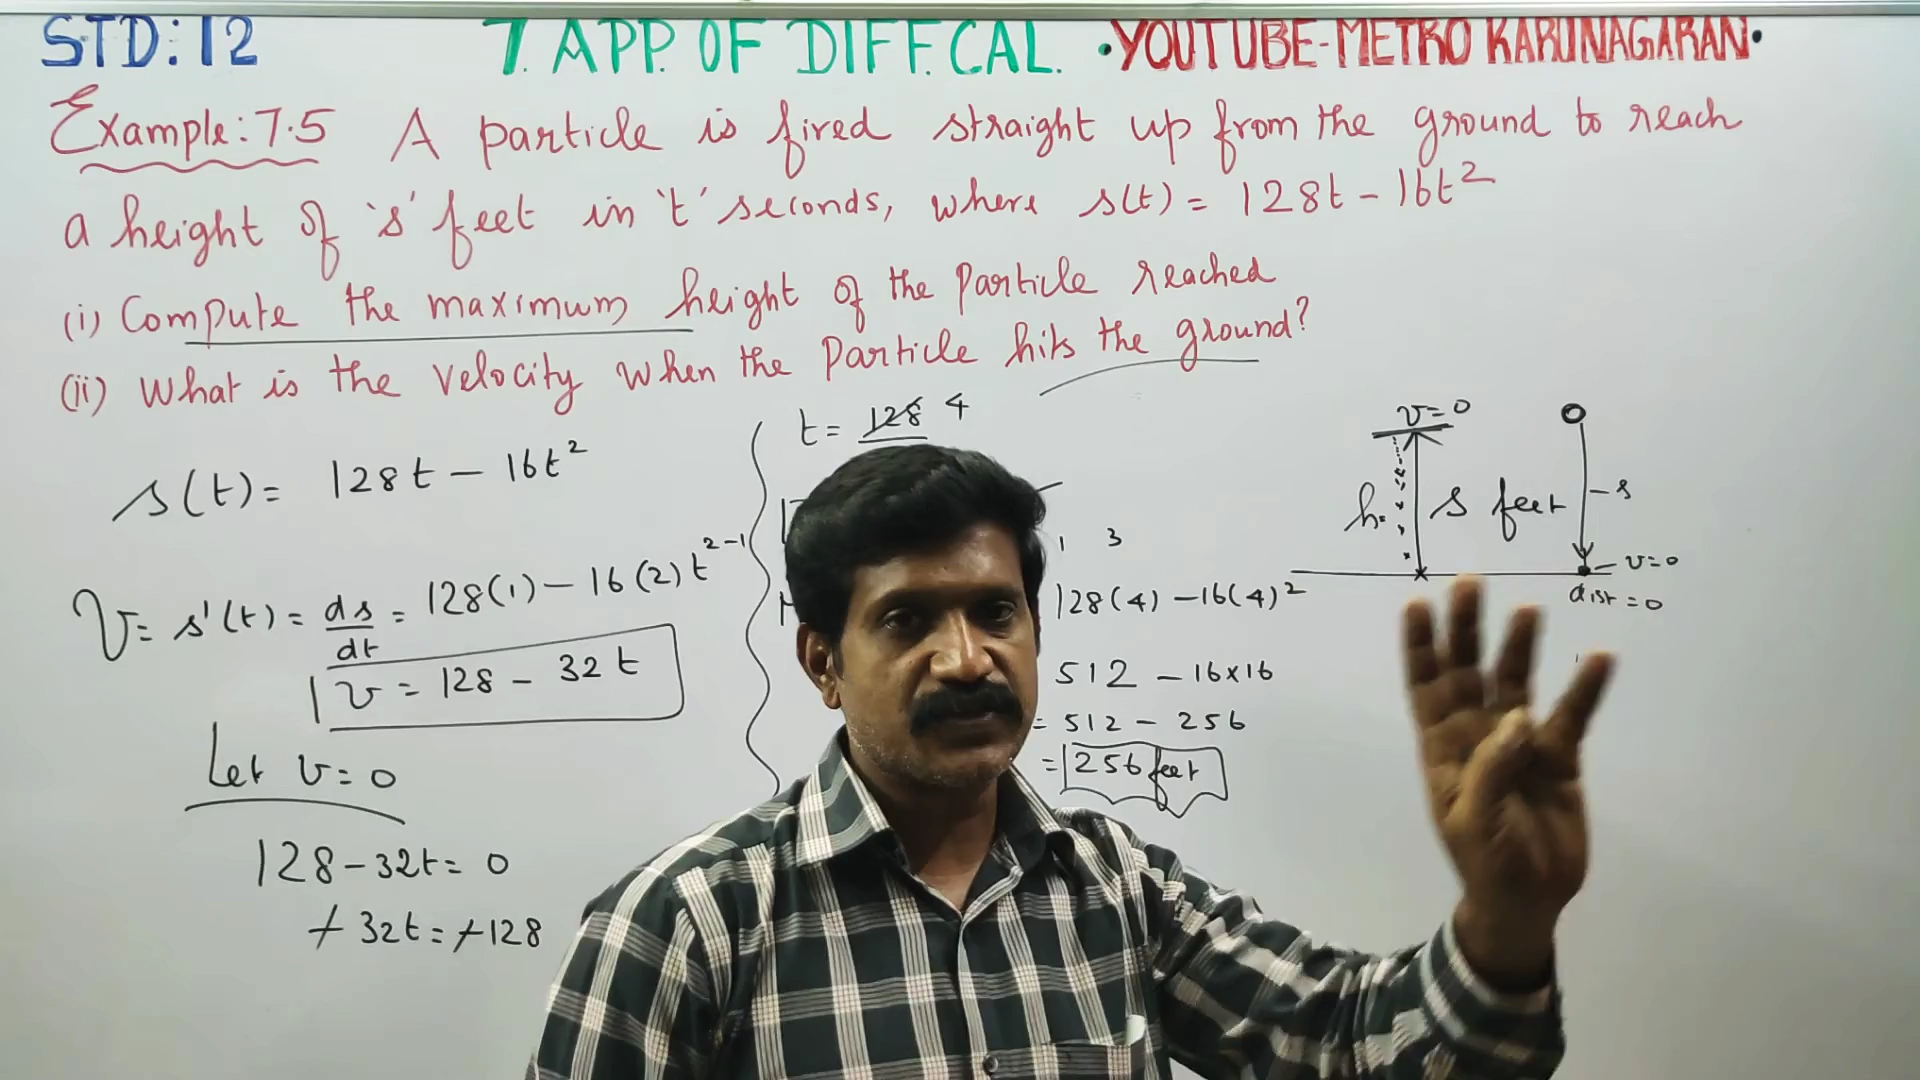 STD: 12 7. APP. OF DIFF. CAL. •YOUTUBE-METRO KARUNAGARAN•
Example: 7.5 A particle is fired straight up from the ground to reach
a height of 's' feet in 't' seconds, where s(t) = 128t - 16t²
(i) Compute the maximum height of the Particle reached
(ii) What is the velocity when the Particle hits the ground?
s(t) = 128t - 16t²
V = s'(t) = ds/dt = 128(1) - 16(2)t²⁻¹
v = 128 - 32t
Let v = 0
128 - 32t = 0
+ 32t = + 128
t = 128 4
1 3
128(4) - 16(4)²
512 - 16x16
= 512 - 256
= 256 feet
v = 0
h
s feet
s
v = 0
dist = 0